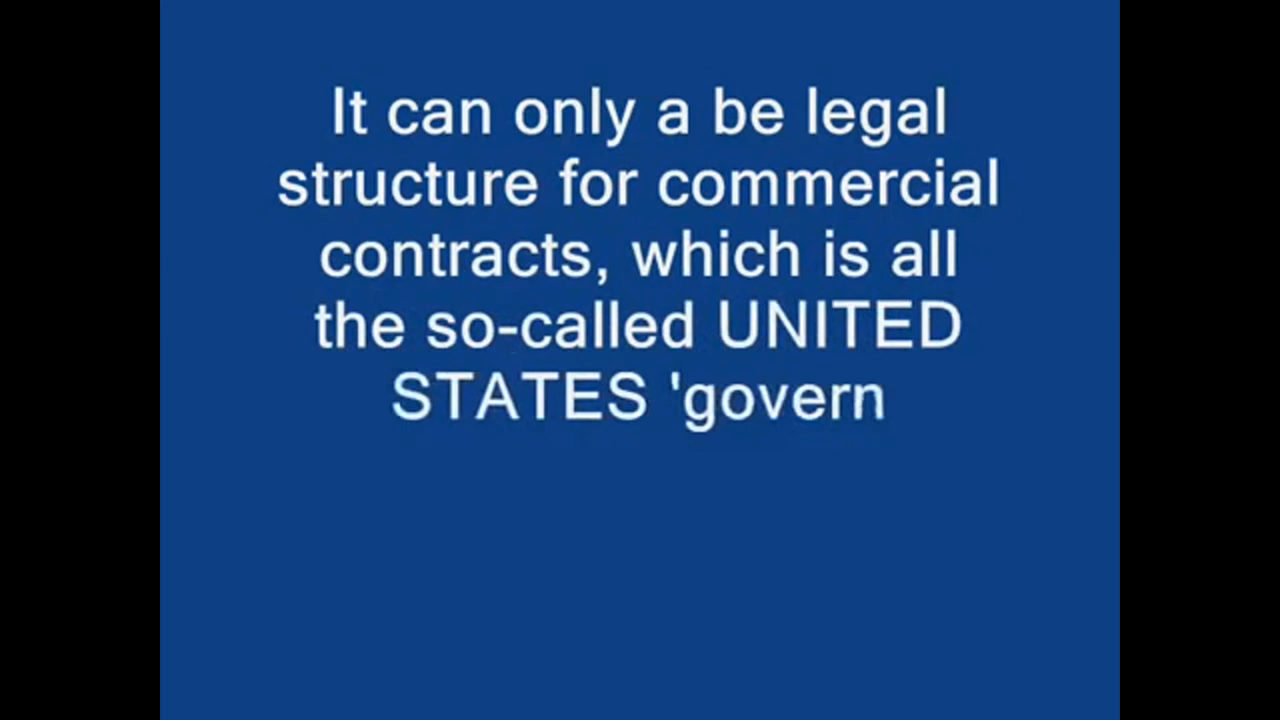 It can only a be legal
structure for commercial
contracts, which is all
the so-called UNITED
STATES 'govern